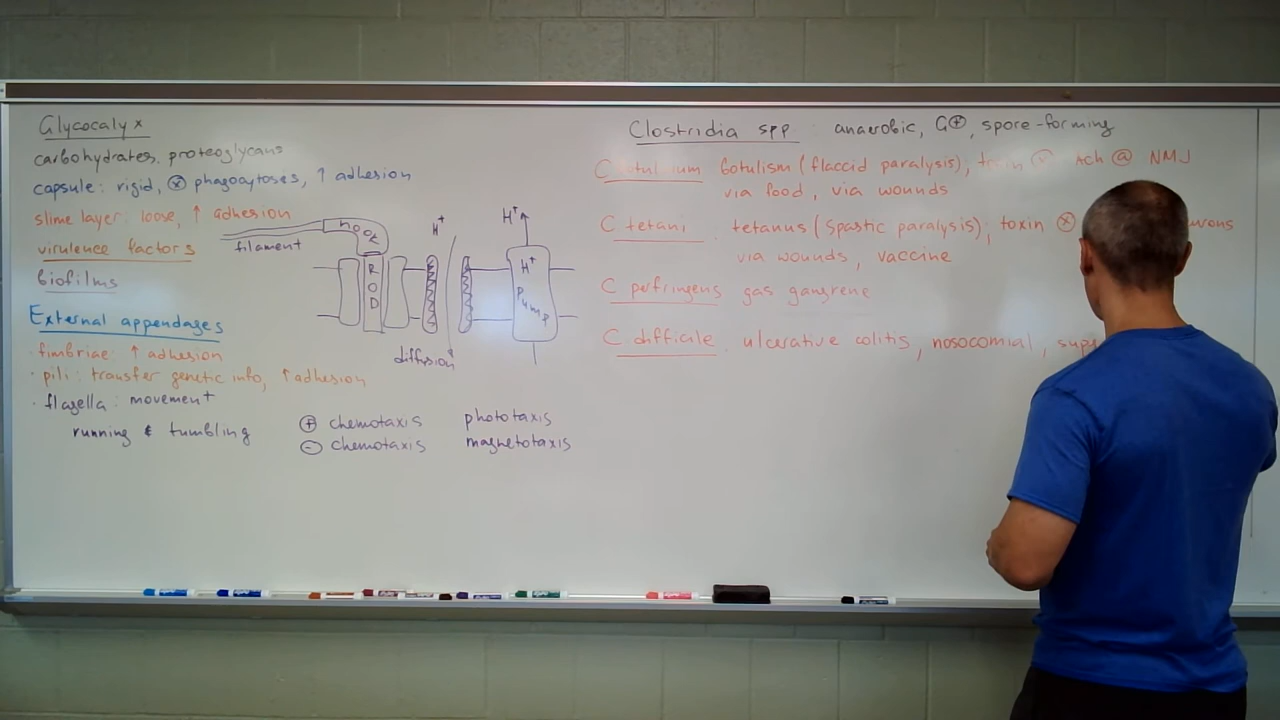 Glycocalyx
carbohydrates, proteoglycans
capsule: rigid, ⊗ phagocytoses, ↑ adhesion
slime layer: loose, ↑ adhesion
virulence factors
biofilms
External appendages
· fimbriae: ↑ adhesion
· pili: transfer genetic info, ↑ adhesion
· flagella: movement
running & tumbling
⊕ chemotaxis
⊖ chemotaxis
phototaxis
magnetotaxis
filament
hook
ROD
H+
diffusion
H+
H+
Pump
Clostridia spp: anaerobic, G⊕, spore-forming
botulism (flaccid paralysis), Ach @ NMJ
via food, via wounds
C tetani: tetanus (spastic paralysis); toxin ⊗
via wounds, vaccine
C perfringens gas gangrene
C difficale: ulcerative colitis, nosocomial,